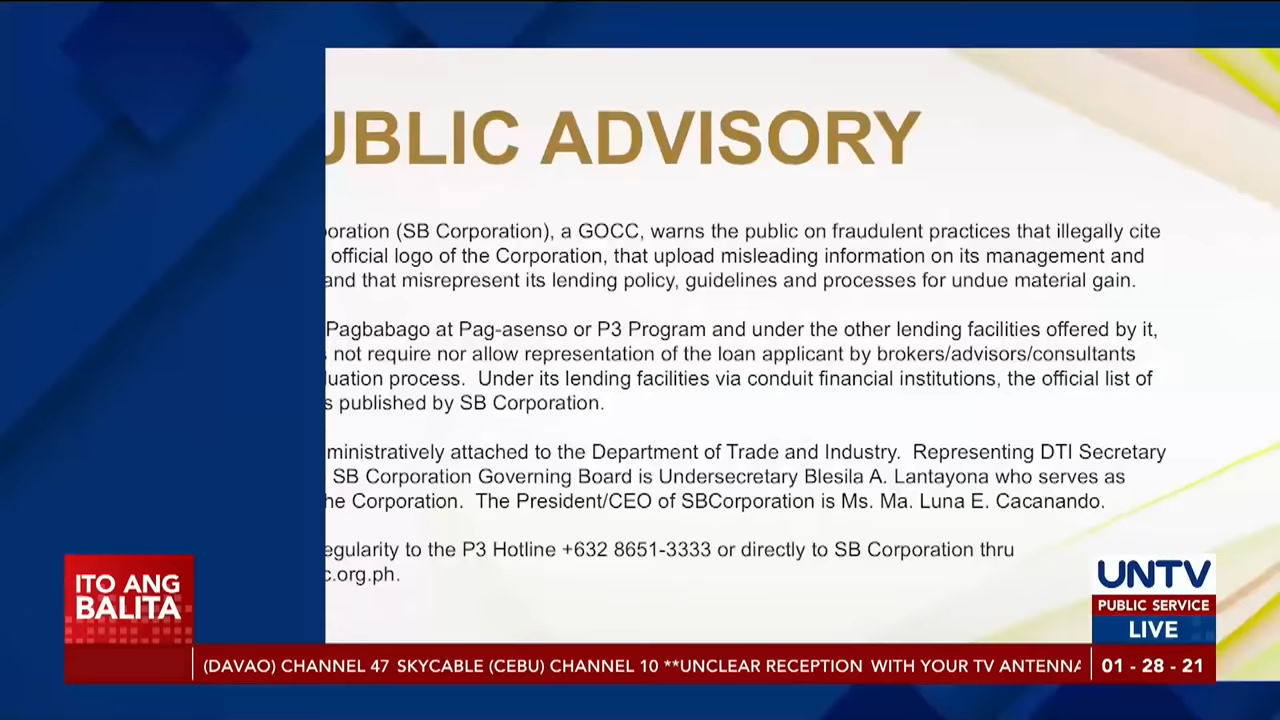 UBLIC ADVISORY
oration (SB Corporation), a GOCC, warns the public on fraudulent practices that illegally cite
official logo of the Corporation, that upload misleading information on its management and
and that misrepresent its lending policy, guidelines and processes for undue material gain.
Pagbabago at Pag-asenso or P3 Program and under the other lending facilities offered by it,
s not require nor allow representation of the loan applicant by brokers/advisors/consultants
luation process. Under its lending facilities via conduit financial institutions, the official list of
s published by SB Corporation.
ministratively attached to the Department of Trade and Industry. Representing DTI Secretary
SB Corporation Governing Board is Undersecretary Blesila A. Lantayona who serves as
he Corporation. The President/CEO of SBCorporation is Ms. Ma. Luna E. Cacanando.
egularity to the P3 Hotline +632 8651-3333 or directly to SB Corporation thru
c.org.ph.
ITO ANG
BALITA
UNTV
PUBLIC SERVICE
LIVE
(DAVAO) CHANNEL 47 SKYCABLE (CEBU) CHANNEL 10 **UNCLEAR RECEPTION WITH YOUR TV ANTENNA
01 - 28 - 21